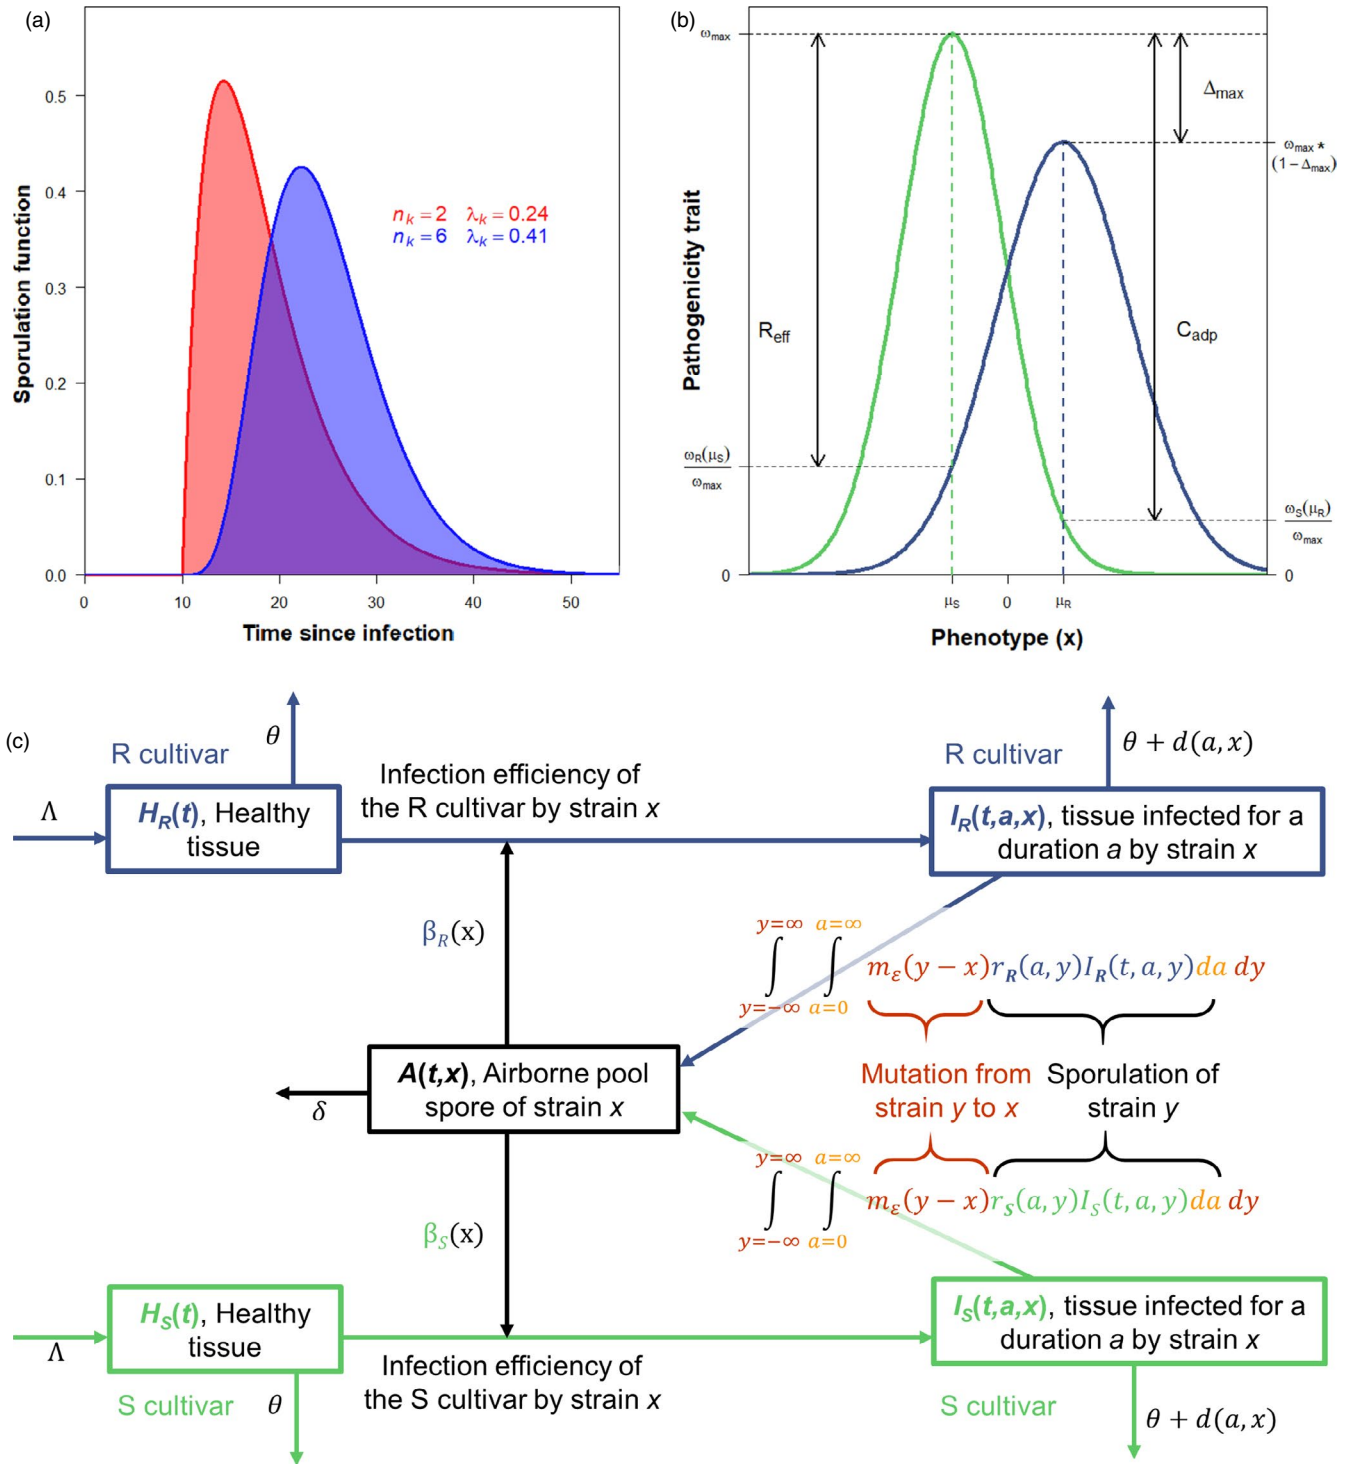 (a)
Sporulation function
0.5
0.4
0.3
0.2
0.1
0.0
n_k = 2 λ_k = 0.24
n_k = 6 λ_k = 0.41
0 10 20 30 40 50
Time since infection
(b)
Pathogenicity trait
ω_max
Δ_max
ω_max *
(1 − Δ_max)
R_eff
C_adp
ω_R(μ_S)
ω_max
ω_S(μ_R)
ω_max
0
0
μ_S 0 μ_R
Phenotype (x)
(c)
R cultivar
θ
Λ
H_R(t), Healthy
tissue
Infection efficiency of
the R cultivar by strain x
R cultivar
θ + d(a, x)
I_R(t,a,x), tissue infected for a
duration a by strain x
β_R(x)
y=∞ a=∞
∫ ∫ m_ε(y − x)r_R(a, y)I_R(t, a, y)da dy
y=−∞ a=0
A(t,x), Airborne pool
spore of strain x
δ
Mutation from
strain y to x
Sporulation of
strain y
y=∞ a=∞
∫ ∫ m_ε(y − x)r_S(a, y)I_S(t, a, y)da dy
y=−∞ a=0
β_S(x)
H_S(t), Healthy
tissue
Λ
S cultivar
θ
Infection efficiency of
the S cultivar by strain x
I_S(t,a,x), tissue infected for a
duration a by strain x
S cultivar
θ + d(a, x)